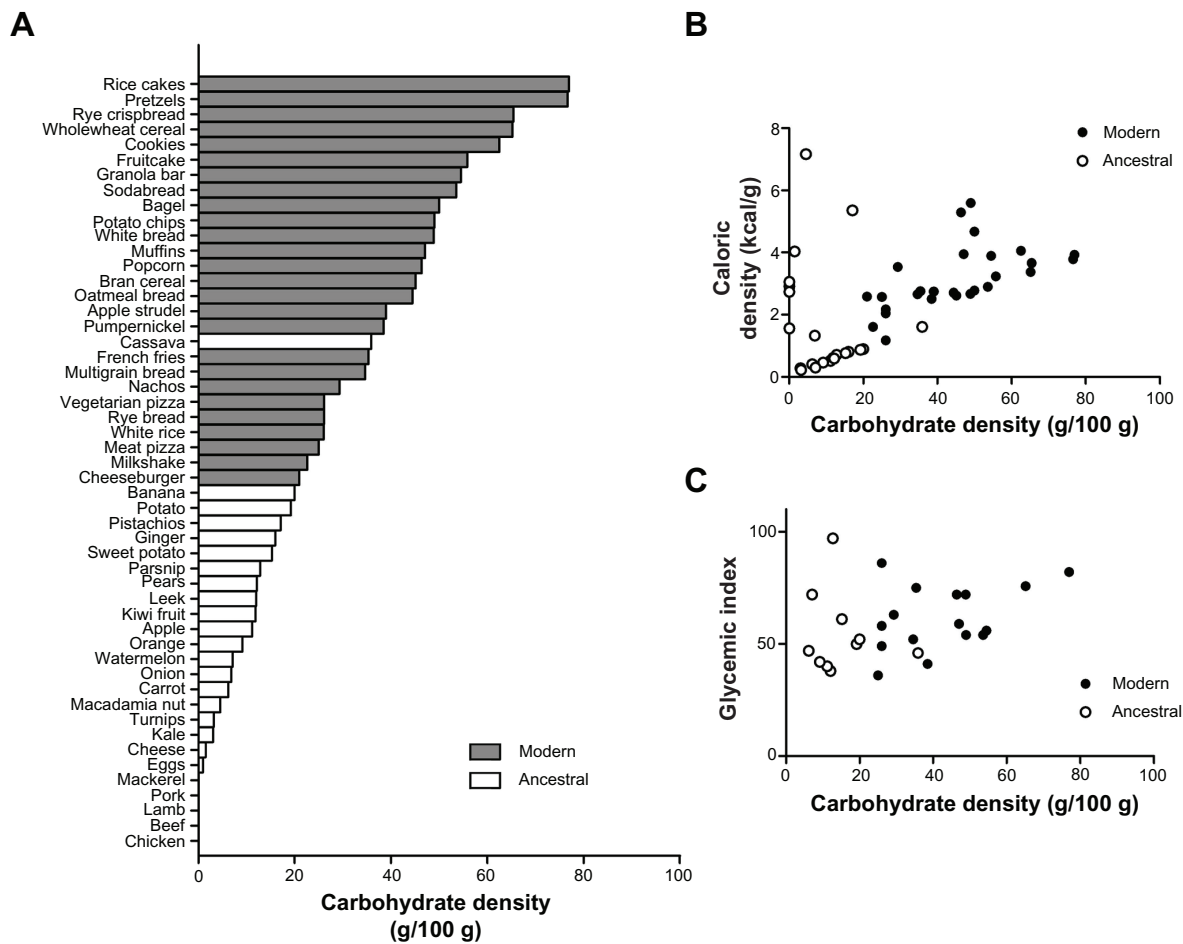 A
Rice cakes
Pretzels
Rye crispbread
Wholewheat cereal
Cookies
Fruitcake
Granola bar
Sodabread
Bagel
Potato chips
White bread
Muffins
Popcorn
Bran cereal
Oatmeal bread
Apple strudel
Pumpernickel
Cassava
French fries
Multigrain bread
Nachos
Vegetarian pizza
Rye bread
White rice
Meat pizza
Milkshake
Cheeseburger
Banana
Potato
Pistachios
Ginger
Sweet potato
Parsnip
Pears
Leek
Kiwi fruit
Apple
Orange
Watermelon
Onion
Carrot
Macadamia nut
Turnips
Kale
Cheese
Eggs
Mackerel
Pork
Lamb
Beef
Chicken
Modern
Ancestral
0 20 40 60 80 100
Carbohydrate density
(g/100 g)
B
Caloric
density (kcal/g)
8
6
4
2
0
Modern
Ancestral
0 20 40 60 80 100
Carbohydrate density (g/100 g)
C
Glycemic index
100
50
0
Modern
Ancestral
0 20 40 60 80 100
Carbohydrate density (g/100 g)